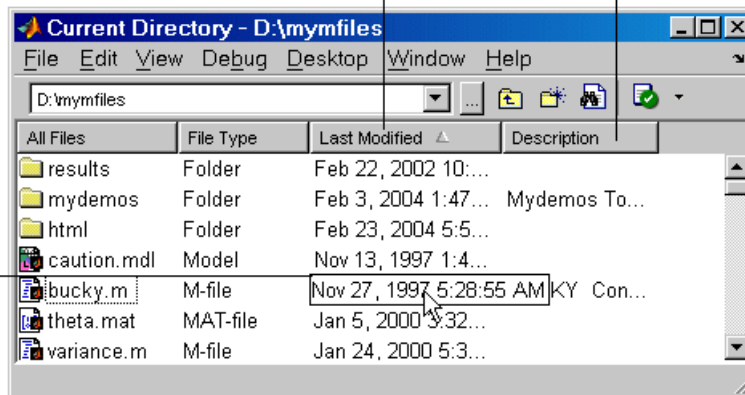 Current Directory - D:\mymfiles
File Edit View Debug Desktop Window Help
D:\mymfiles ...
All Files File Type Last Modified Description
results Folder Feb 22, 2002 10:...
mydemos Folder Feb 3, 2004 1:47... Mydemos To...
html Folder Feb 23, 2004 5:5...
caution.mdl Model Nov 13, 1997 1:4...
bucky.m M-file Nov 27, 1997 5:28:55 AM KY Con...
theta.mat MAT-file Jan 5, 2000 3:32...
variance.m M-file Jan 24, 2000 5:3...